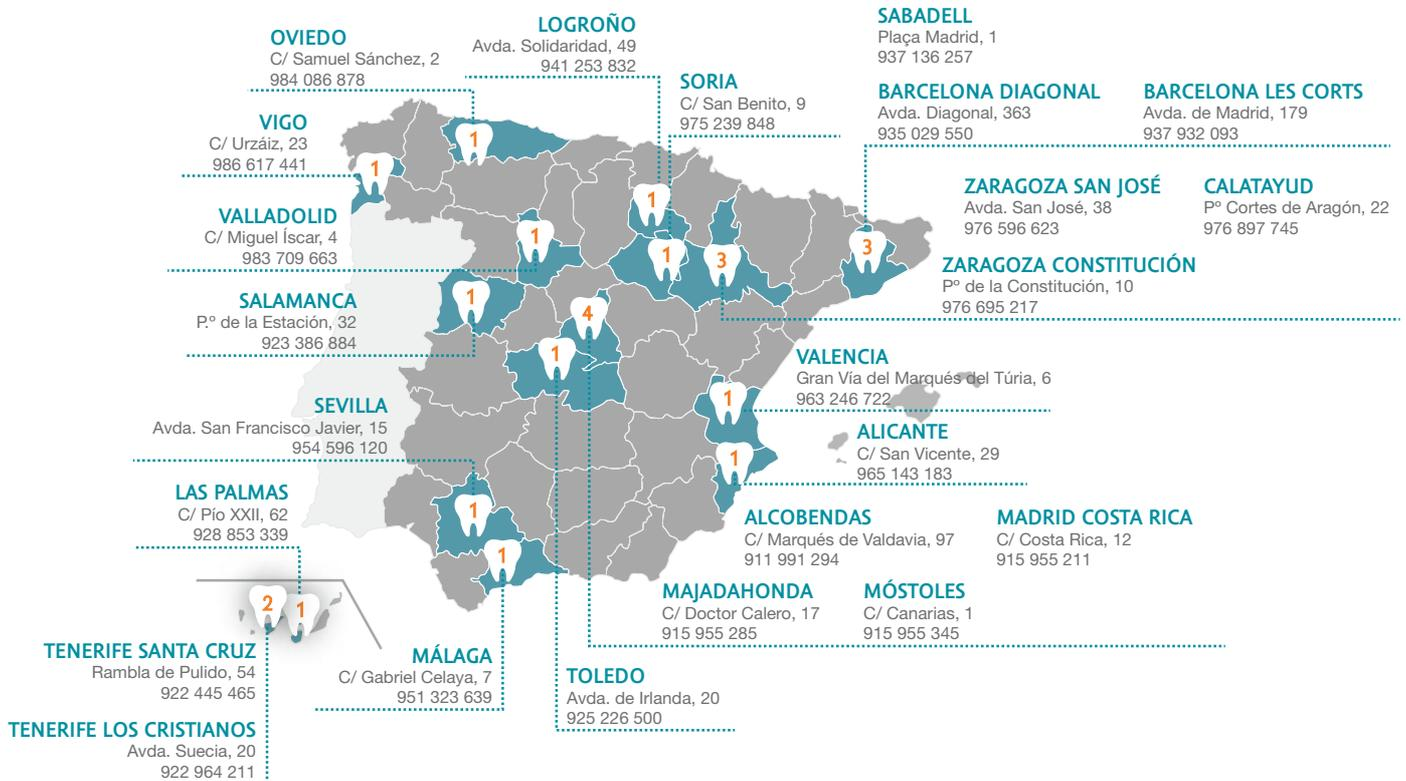 OVIEDO
C/ Samuel Sánchez, 2
984 086 878
LOGROÑO
Avda. Solidaridad, 49
941 253 832
SORIA
C/ San Benito, 9
975 239 848
SABADELL
Plaça Madrid, 1
937 136 257
BARCELONA DIAGONAL
Avda. Diagonal, 363
935 029 550
BARCELONA LES CORTS
Avda. de Madrid, 179
937 932 093
VIGO
C/ Urzáiz, 23
986 617 441
ZARAGOZA SAN JOSÉ
Avda. San José, 38
976 596 623
CALATAYUD
Pº Cortes de Aragón, 22
976 897 745
VALLADOLID
C/ Miguel Íscar, 4
983 709 663
ZARAGOZA CONSTITUCIÓN
Pº de la Constitución, 10
976 695 217
SALAMANCA
P.º de la Estación, 32
923 386 884
VALENCIA
Gran Vía del Marqués del Túria, 6
963 246 722
SEVILLA
Avda. San Francisco Javier, 15
954 596 120
ALICANTE
C/ San Vicente, 29
965 143 183
LAS PALMAS
C/ Pío XXII, 62
928 853 339
ALCOBENDAS
C/ Marqués de Valdavia, 97
911 991 294
MADRID COSTA RICA
C/ Costa Rica, 12
915 955 211
MAJADAHONDA
C/ Doctor Calero, 17
915 955 285
MÓSTOLES
C/ Canarias, 1
915 955 345
TENERIFE SANTA CRUZ
Rambla de Pulido, 54
922 445 465
MÁLAGA
C/ Gabriel Celaya, 7
951 323 639
TOLEDO
Avda. de Irlanda, 20
925 226 500
TENERIFE LOS CRISTIANOS
Avda. Suecia, 20
922 964 211
1
1
1
1
1
3
3
1
4
1
1
1
1
1
2
1